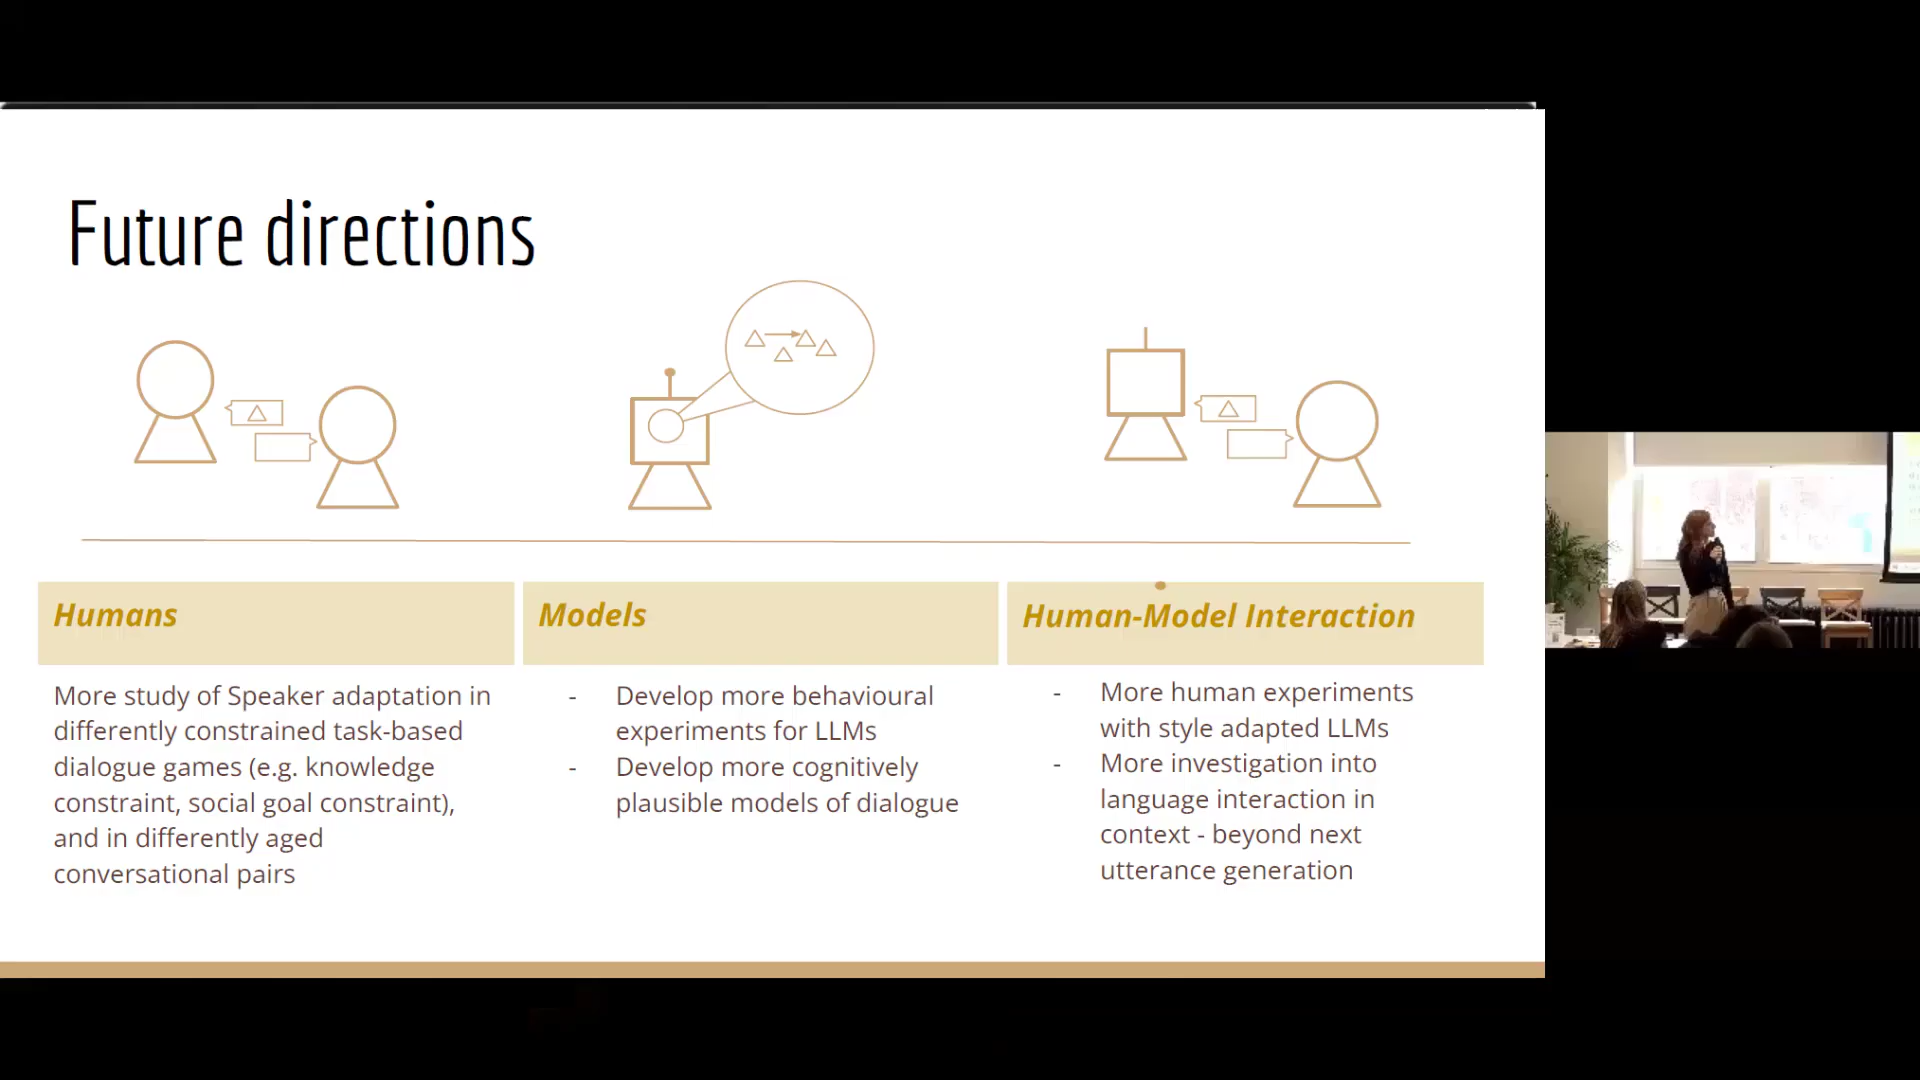 Future directions
Humans
More study of Speaker adaptation in
differently constrained task-based
dialogue games (e.g. knowledge
constraint, social goal constraint),
and in differently aged
conversational pairs
Models
- Develop more behavioural
experiments for LLMs
- Develop more cognitively
plausible models of dialogue
Human-Model Interaction
- More human experiments
with style adapted LLMs
- More investigation into
language interaction in
context - beyond next
utterance generation